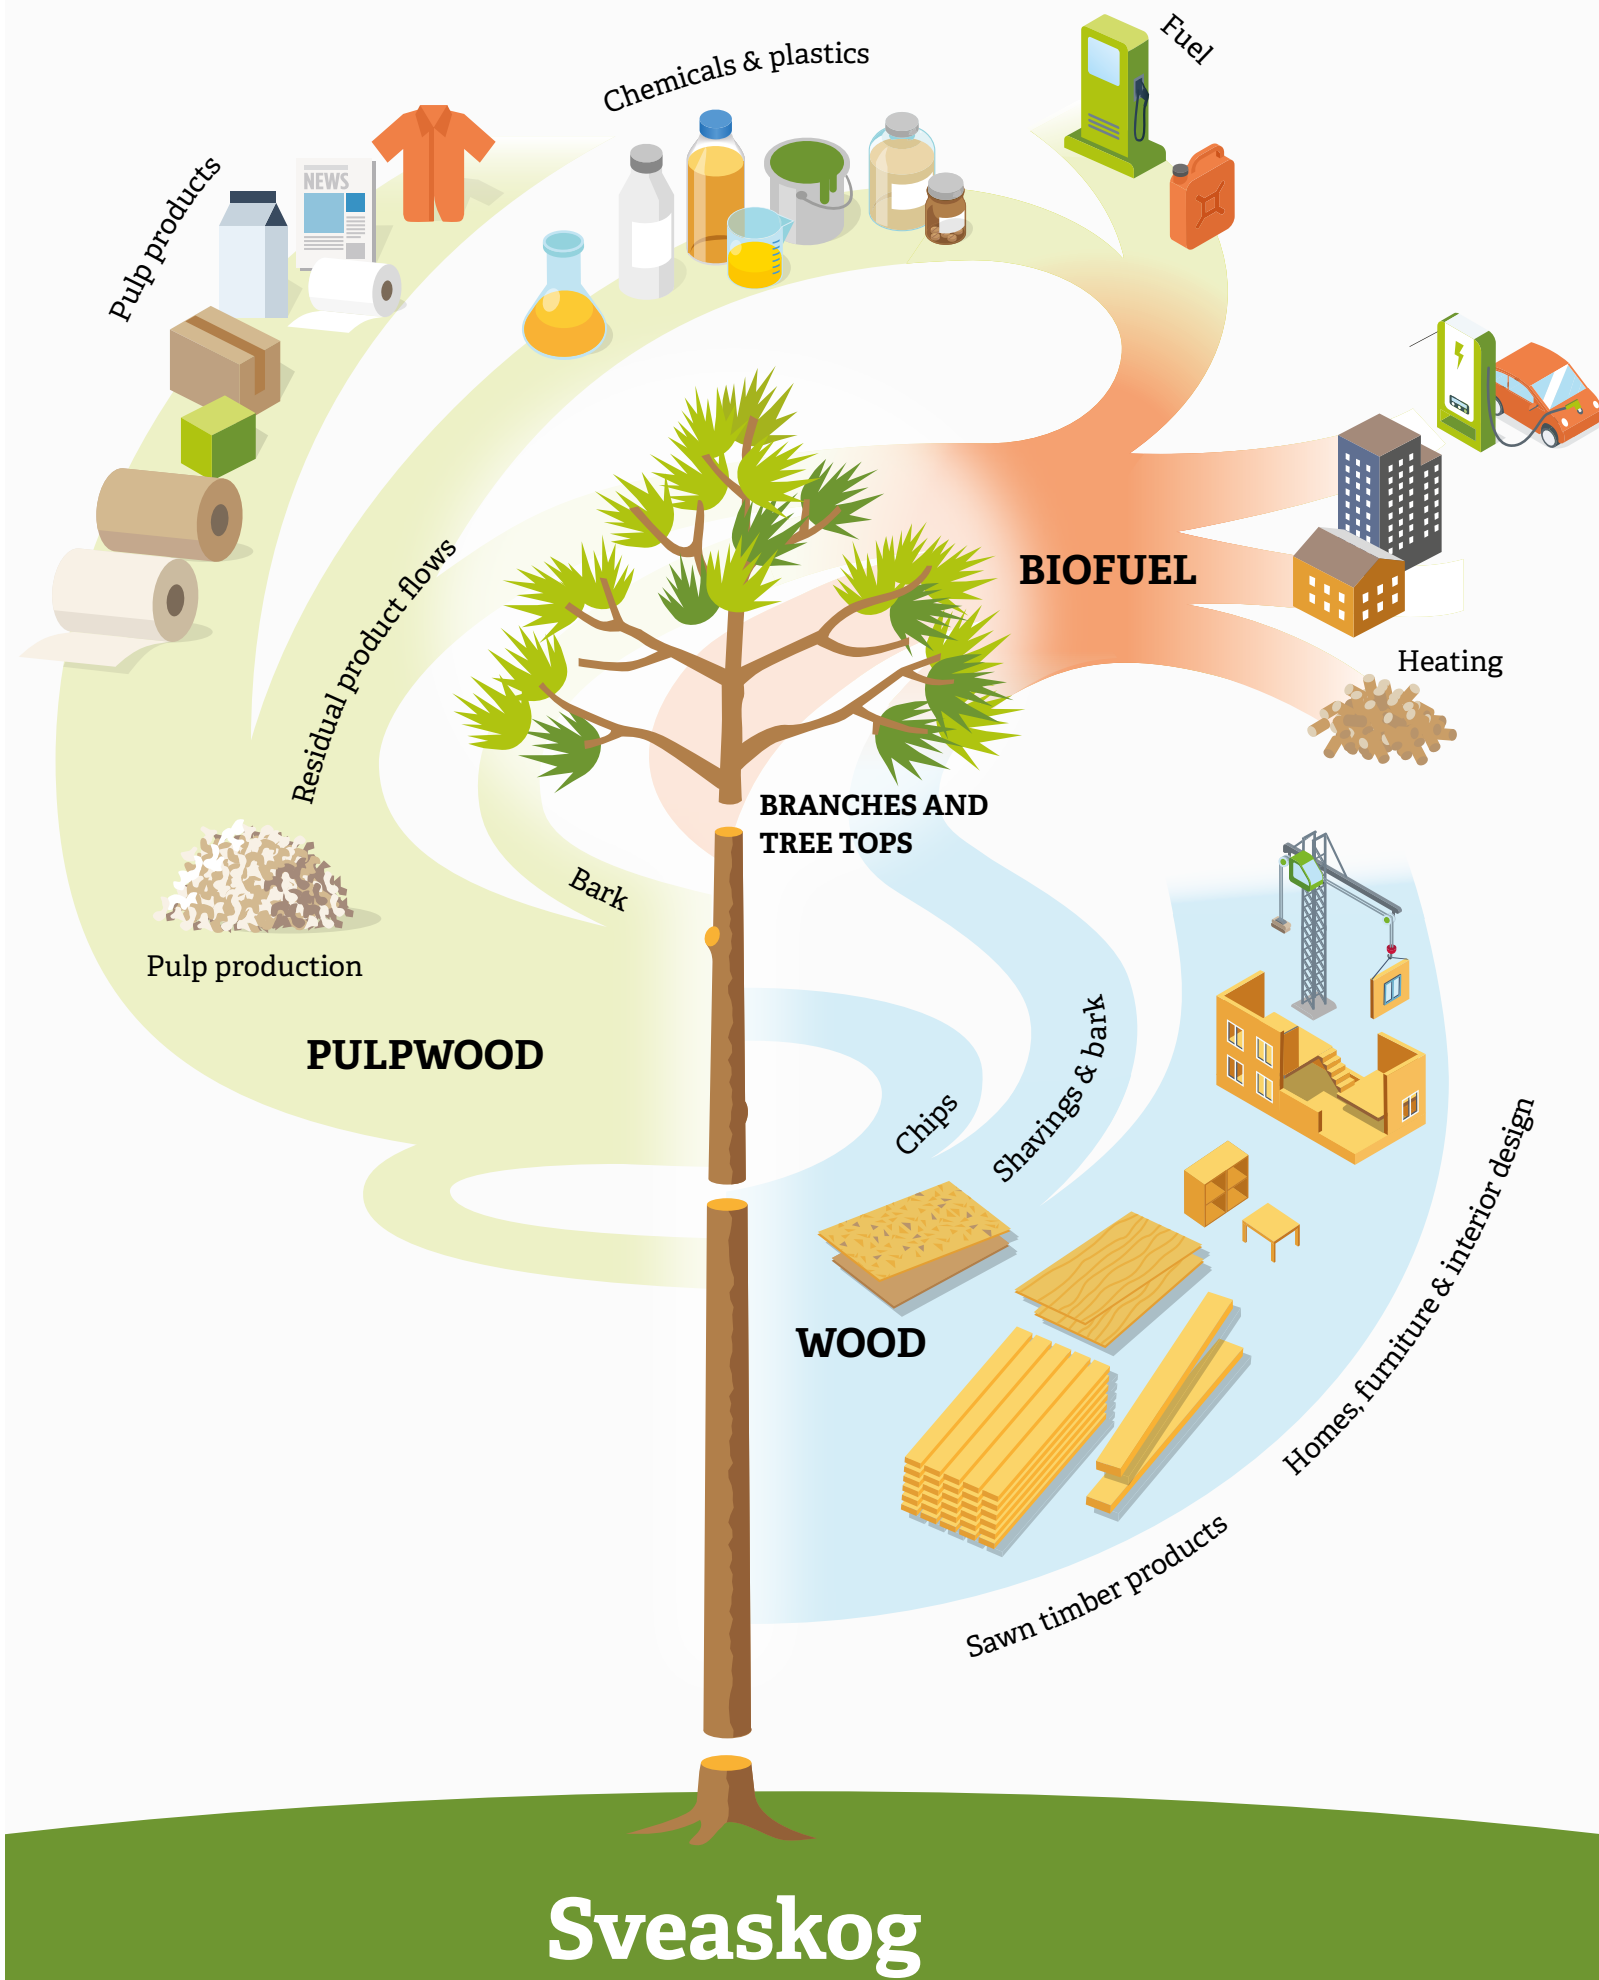 Fuel
Chemicals & plastics
Pulp products
NEWS
Residual product flows
BIOFUEL
Heating
BRANCHES AND
TREE TOPS
Bark
Pulp production
PULPWOOD
Chips
Shavings & bark
WOOD
Homes, furniture & interior design
Sawn timber products
Sveaskog